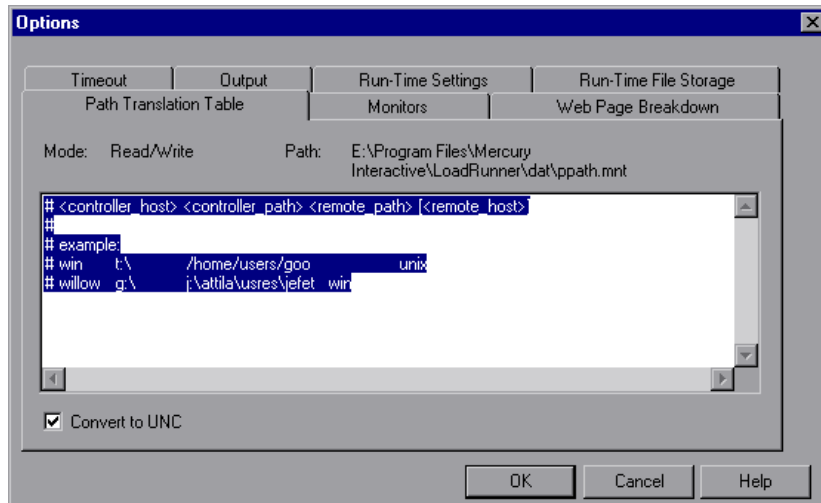 Options
Timeout Output Run-Time Settings Run-Time File Storage
Path Translation Table Monitors Web Page Breakdown
Mode: Read/Write Path: E:\Program Files\Mercury
Interactive\LoadRunner\dat\ppath.mnt
# <controller_host> <controller_path> <remote_path> [<remote_host>]
#
# example:
# win t:\ /home/users/goo unix
# willow g:\ j:\attila\usres\jefet win
Convert to UNC
OK Cancel Help